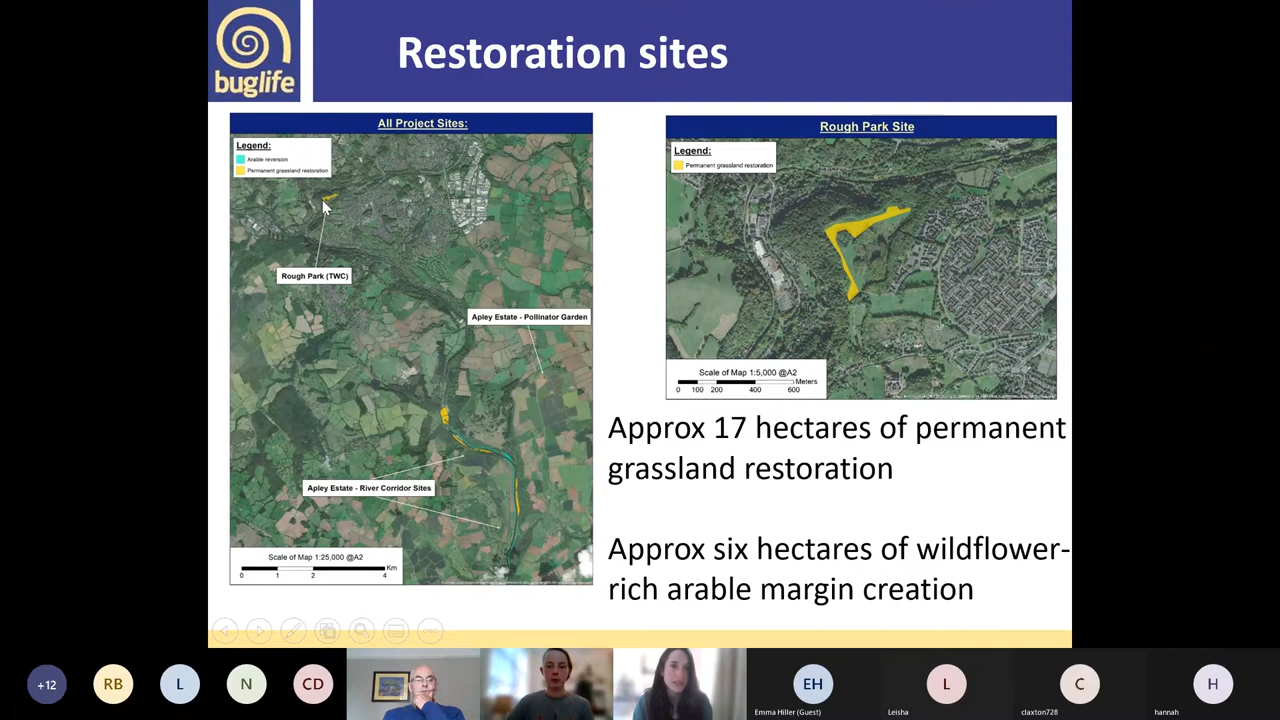 buglife
Restoration sites
All Project Sites:
Legend:
Arable reversion
Permanent grassland restoration
Rough Park (TWC)
Apley Estate - Pollinator Garden
Apley Estate - River Corridor Sites
Scale of Map 1:25,000 @A2
Km
0 1 2 4
Rough Park Site
Legend:
Permanent grassland restoration
Scale of Map 1:5,000 @A2
Meters
0 100 200 400 600
Approx 17 hectares of permanent
grassland restoration
Approx six hectares of wildflower-
rich arable margin creation
+12
RB
L
N
CD
EH
L
C
H
Emma Hiller (Guest)
Leisha
claxton728
hannah